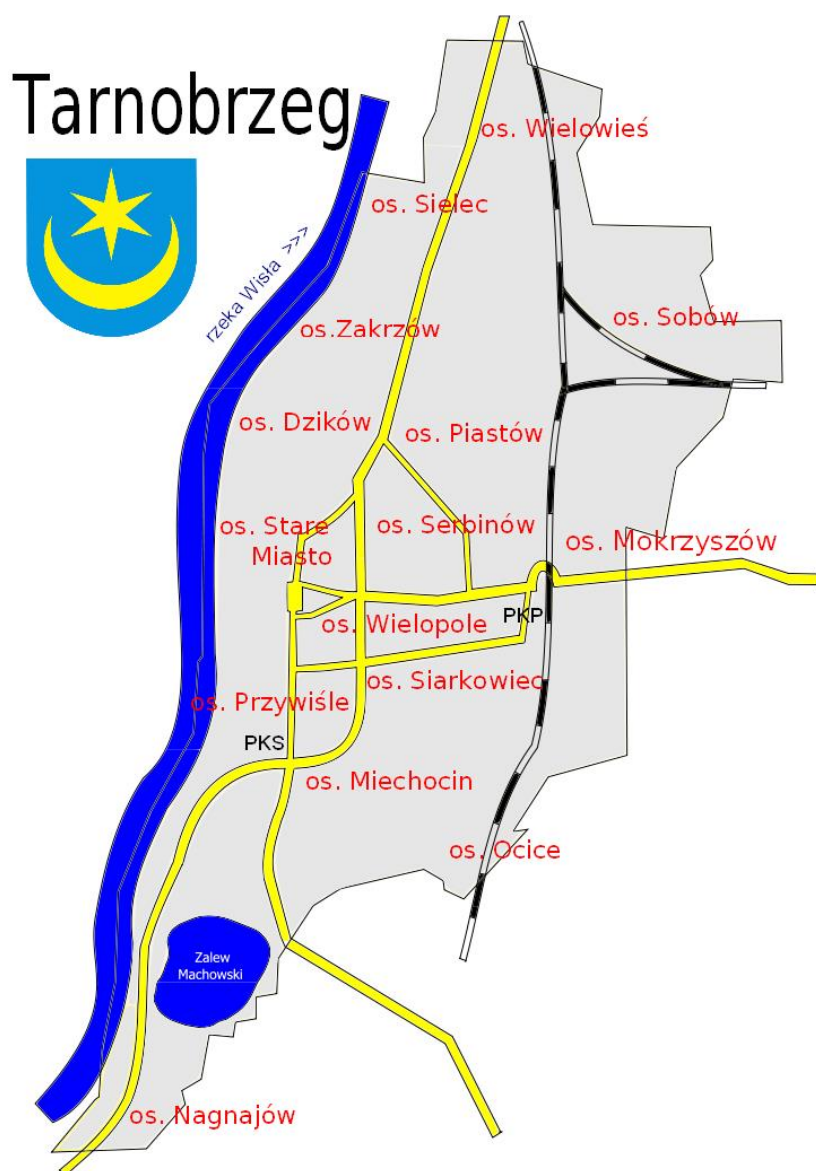 Tarnobrzeg
os. Wielowieś
os. Sielec
rzeka Wisła >>>
os. Sobów
os.Zakrzów
os. Dzików
os. Piastów
os. Stare
Miasto
os. Serbinów
os. Mokrzyszów
PKP
os. Wielopole
os. Siarkowiec
os. Przywiśle
PKS
os. Miechocin
os. Ocice
Zalew
Machowski
os. Nagnajów